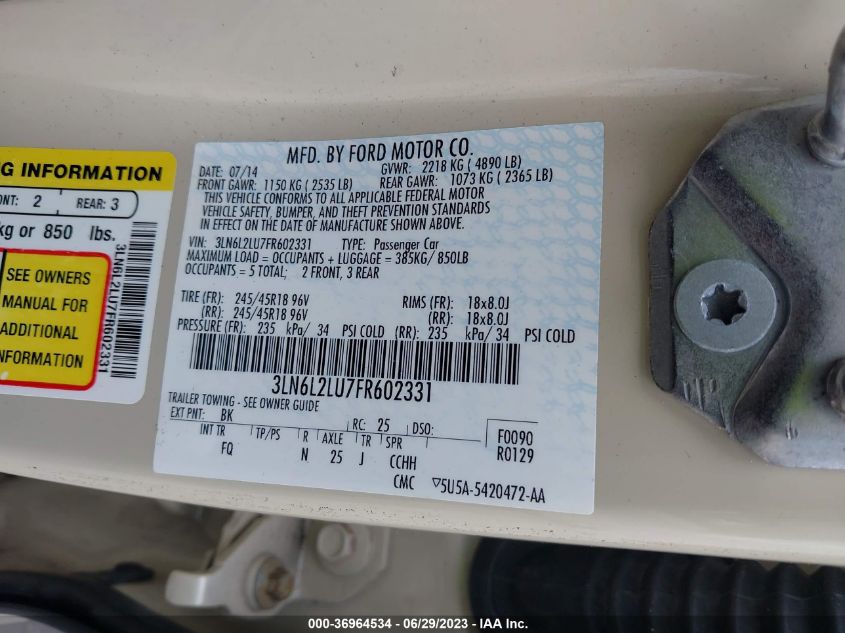 NG INFORMATION
ONT: 2 REAR: 3
kg or 850 lbs.
SEE OWNERS
MANUAL FOR
ADDITIONAL
INFORMATION
3LN6L2LU7FR602331
MFD. BY FORD MOTOR CO.
DATE: 07/14 GVWR: 2218 KG ( 4890 LB)
FRONT GAWR: 1150 KG ( 2535 LB) REAR GAWR: 1073 KG ( 2365 LB)
THIS VEHICLE CONFORMS TO ALL APPLICABLE FEDERAL MOTOR
VEHICLE SAFETY, BUMPER, AND THEFT PREVENTION STANDARDS
IN EFFECT ON THE DATE OF MANUFACTURE SHOWN ABOVE.
VIN: 3LN6L2LU7FR602331 TYPE: Passenger Car
MAXIMUM LOAD = OCCUPANTS + LUGGAGE = 385KG/ 850LB
OCCUPANTS = 5 TOTAL: 2 FRONT, 3 REAR
TIRE (FR): 245/45R18 96V RIMS (FR): 18x8.0J
(RR): 245/45R18 96V (RR): 18x8.0J
PRESSURE (FR): 235 kPa/ 34 PSI COLD (RR): 235 kPa/ 34 PSI COLD
3LN6L2LU7FR602331
TRAILER TOWING - SEE OWNER GUIDE
EXT PNT: BK RC: 25 DSO:
INT TR TP/PS R AXLE TR SPR F0090
FQ N 25 J CCHH R0129
CMC ▽5U5A-5420472-AA
000-36964534 - 06/29/2023 - IAA Inc.